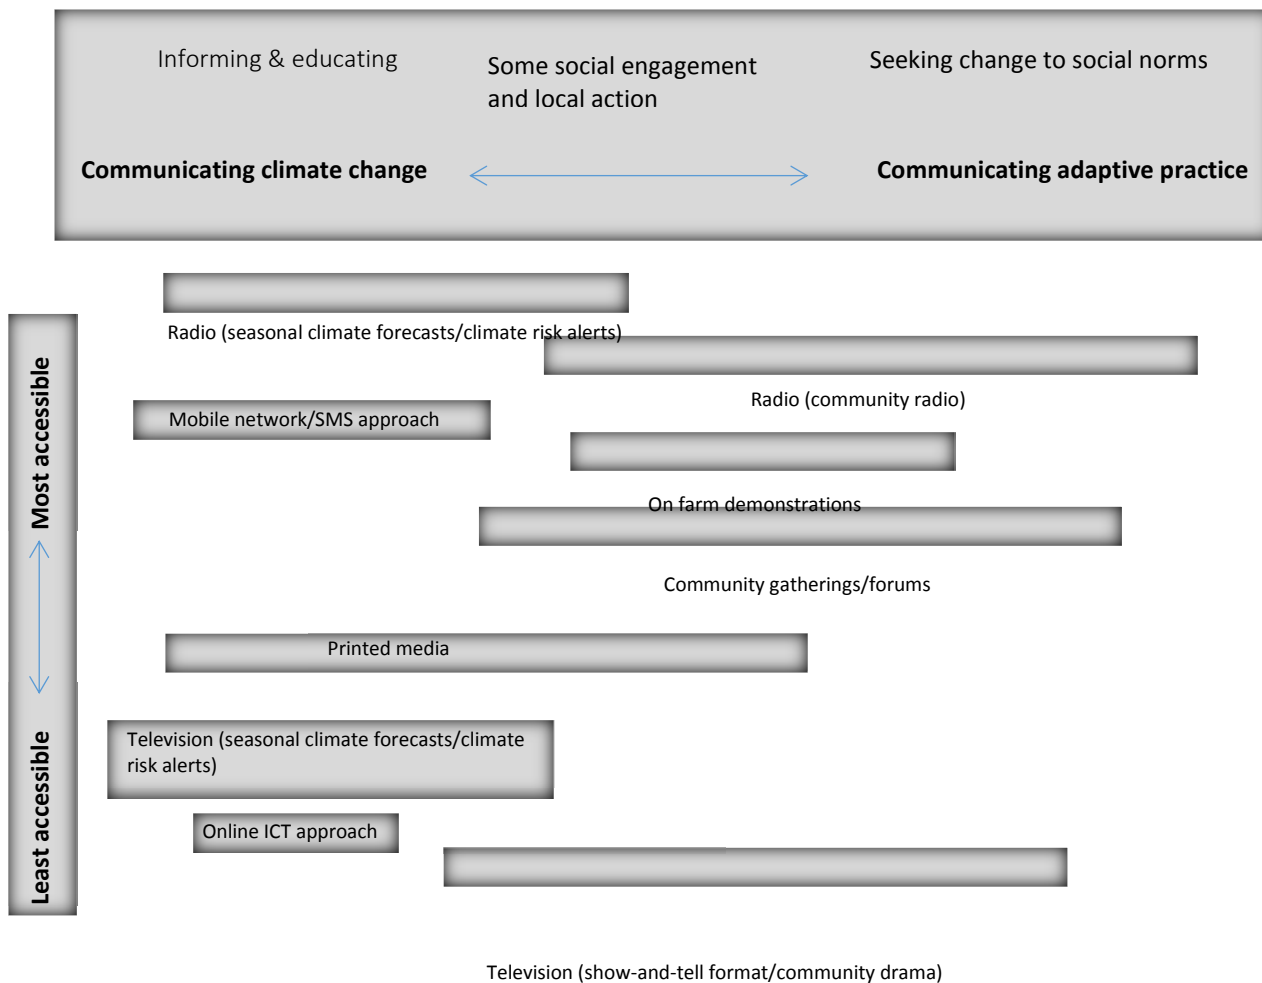 Informing & educating
Some social engagement
and local action
Seeking change to social norms
Communicating climate change
Communicating adaptive practice
Most accessible
Least accessible
Radio (seasonal climate forecasts/climate risk alerts)
Radio (community radio)
Mobile network/SMS approach
On farm demonstrations
Community gatherings/forums
Printed media
Television (seasonal climate forecasts/climate
risk alerts)
Online ICT approach
Television (show-and-tell format/community drama)